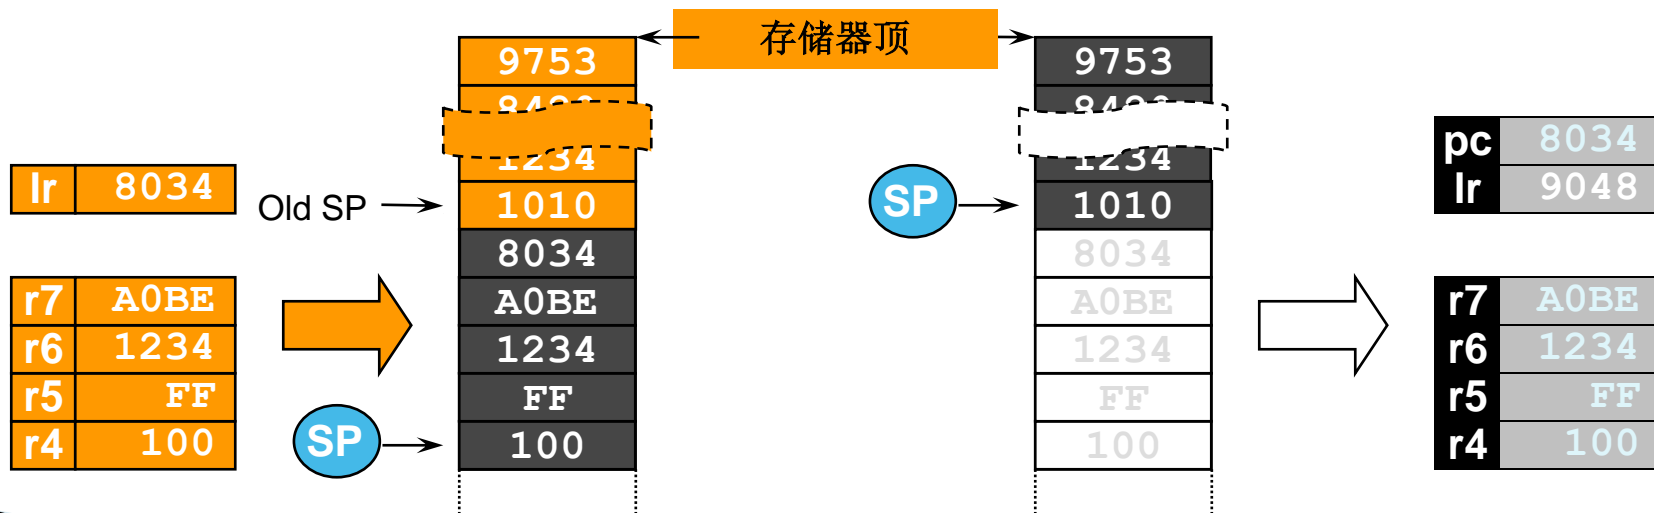 存储器顶
lr 8034
Old SP
9753
1234
1010
8034
A0BE
1234
FF
100
r7 A0BE
r6 1234
r5 FF
r4 100
SP
9753
1234
1010
8034
A0BE
1234
FF
100
SP
pc 8034
lr 9048
r7 A0BE
r6 1234
r5 FF
r4 100